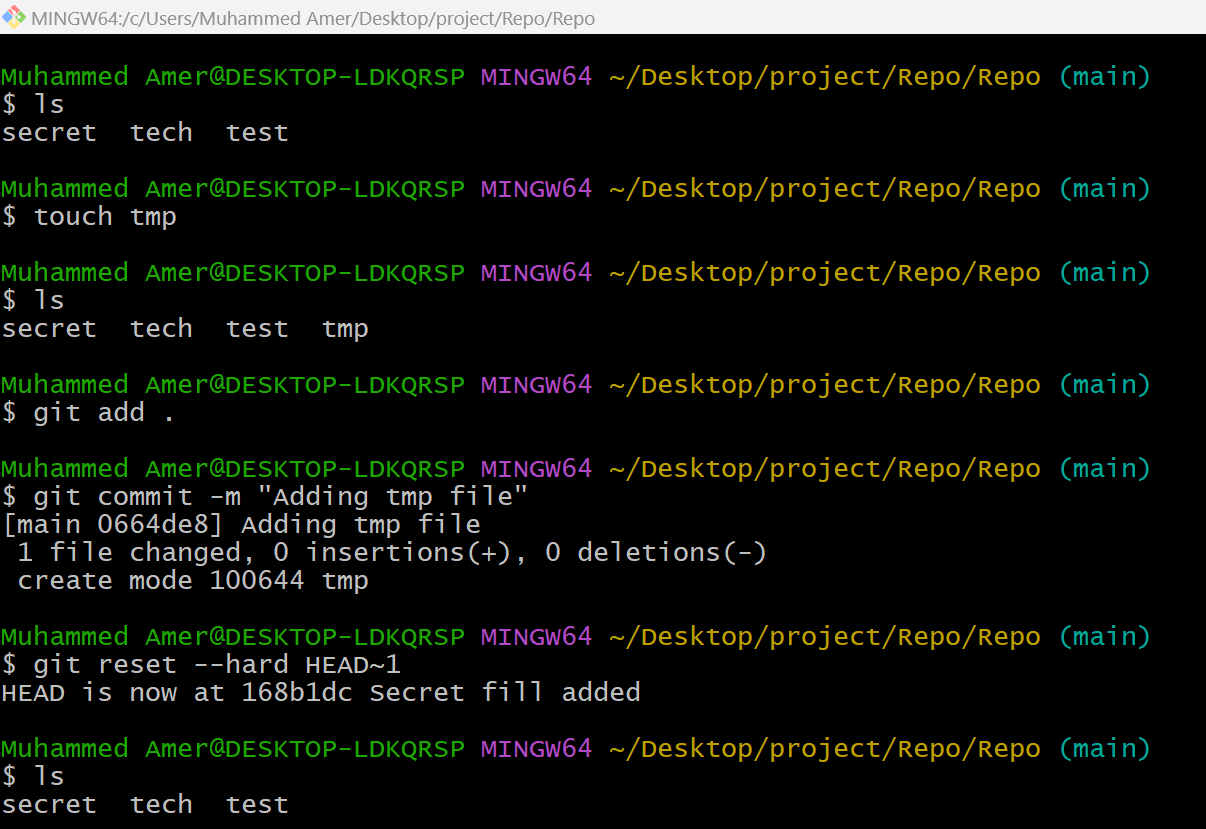 MINGW64:/c/Users/Muhammed Amer/Desktop/project/Repo/Repo
Muhammed Amer@DESKTOP-LDKQRSP MINGW64 ~/Desktop/project/Repo/Repo (main)
$ ls
secret  tech  test
Muhammed Amer@DESKTOP-LDKQRSP MINGW64 ~/Desktop/project/Repo/Repo (main)
$ touch tmp
Muhammed Amer@DESKTOP-LDKQRSP MINGW64 ~/Desktop/project/Repo/Repo (main)
$ ls
secret  tech  test  tmp
Muhammed Amer@DESKTOP-LDKQRSP MINGW64 ~/Desktop/project/Repo/Repo (main)
$ git add .
Muhammed Amer@DESKTOP-LDKQRSP MINGW64 ~/Desktop/project/Repo/Repo (main)
$ git commit -m "Adding tmp file"
[main 0664de8] Adding tmp file
 1 file changed, 0 insertions(+), 0 deletions(-)
 create mode 100644 tmp
Muhammed Amer@DESKTOP-LDKQRSP MINGW64 ~/Desktop/project/Repo/Repo (main)
$ git reset --hard HEAD~1
HEAD is now at 168b1dc Secret fill added
Muhammed Amer@DESKTOP-LDKQRSP MINGW64 ~/Desktop/project/Repo/Repo (main)
$ ls
secret  tech  test